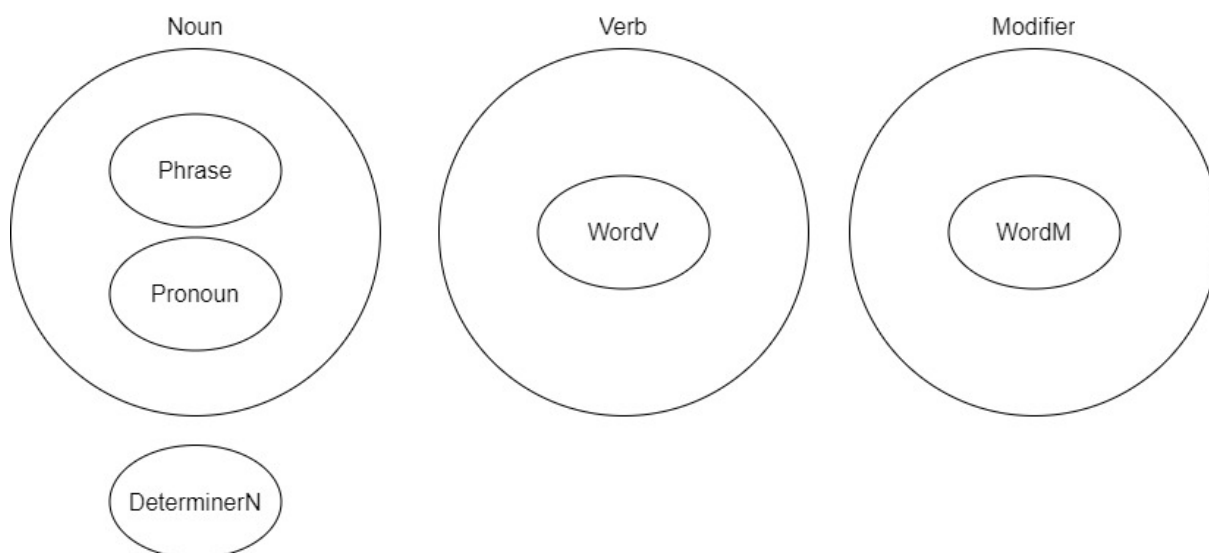 Noun
Verb
Modifier
Phrase
Pronoun
WordV
WordM
DeterminerN